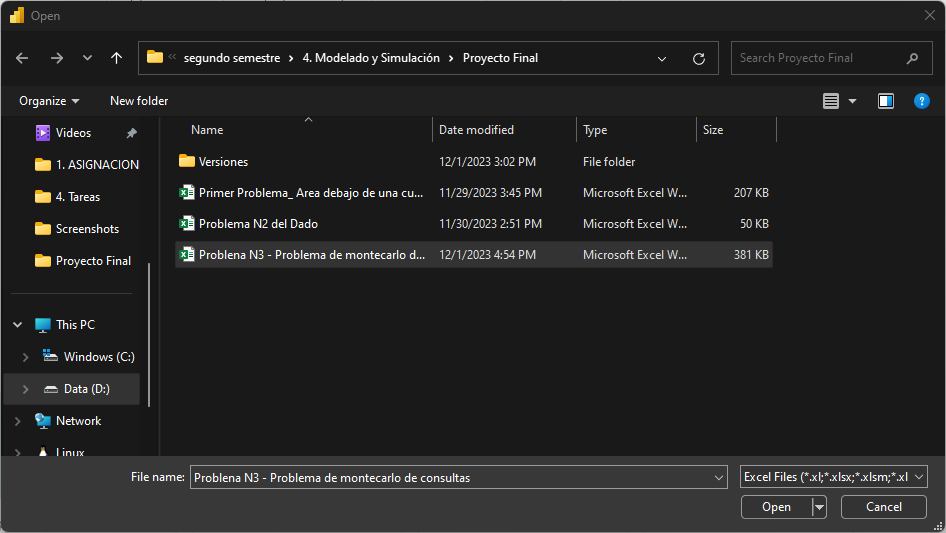 Open
« segundo semestre > 4. Modelado y Simulación > Proyecto Final
Search Proyecto Final
Organize New folder
Name Date modified Type Size
Videos
1. ASIGNACION
4. Tareas
Screenshots
Proyecto Final
This PC
Windows (C:)
Data (D:)
Network
Linux
Versiones 12/1/2023 3:02 PM File folder
Primer Problema_ Area debajo de una cu... 11/29/2023 3:45 PM Microsoft Excel W... 207 KB
Problema N2 del Dado 11/30/2023 2:51 PM Microsoft Excel W... 50 KB
Problena N3 - Problema de montecarlo d... 12/1/2023 4:54 PM Microsoft Excel W... 381 KB
File name: Problena N3 - Problema de montecarlo de consultas
Excel Files (*.xl;*.xlsx;*.xlsm;*.xl
Open Cancel